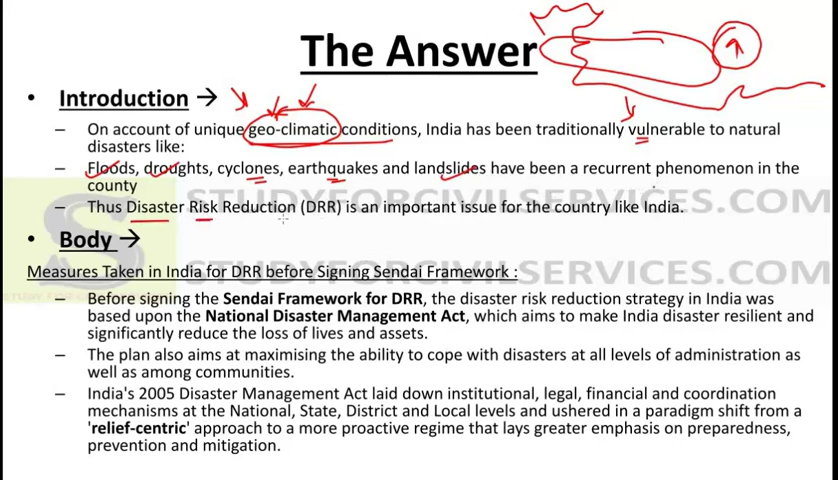 The Answer
• Introduction →
– On account of unique geo-climatic conditions, India has been traditionally vulnerable to natural
disasters like:
– Floods, droughts, cyclones, earthquakes and landslides have been a recurrent phenomenon in the
county
– Thus Disaster Risk Reduction (DRR) is an important issue for the country like India.
STUDYFORCIVILSERVICES.COM
• Body →
Measures Taken in India for DRR before Signing Sendai Framework :
STUDYFORCIVILSERVICES.COM
– Before signing the Sendai Framework for DRR, the disaster risk reduction strategy in India was
based upon the National Disaster Management Act, which aims to make India disaster resilient and
significantly reduce the loss of lives and assets.
– The plan also aims at maximising the ability to cope with disasters at all levels of administration as
well as among communities.
– India's 2005 Disaster Management Act laid down institutional, legal, financial and coordination
mechanisms at the National, State, District and Local levels and ushered in a paradigm shift from a
'relief-centric' approach to a more proactive regime that lays greater emphasis on preparedness,
prevention and mitigation.